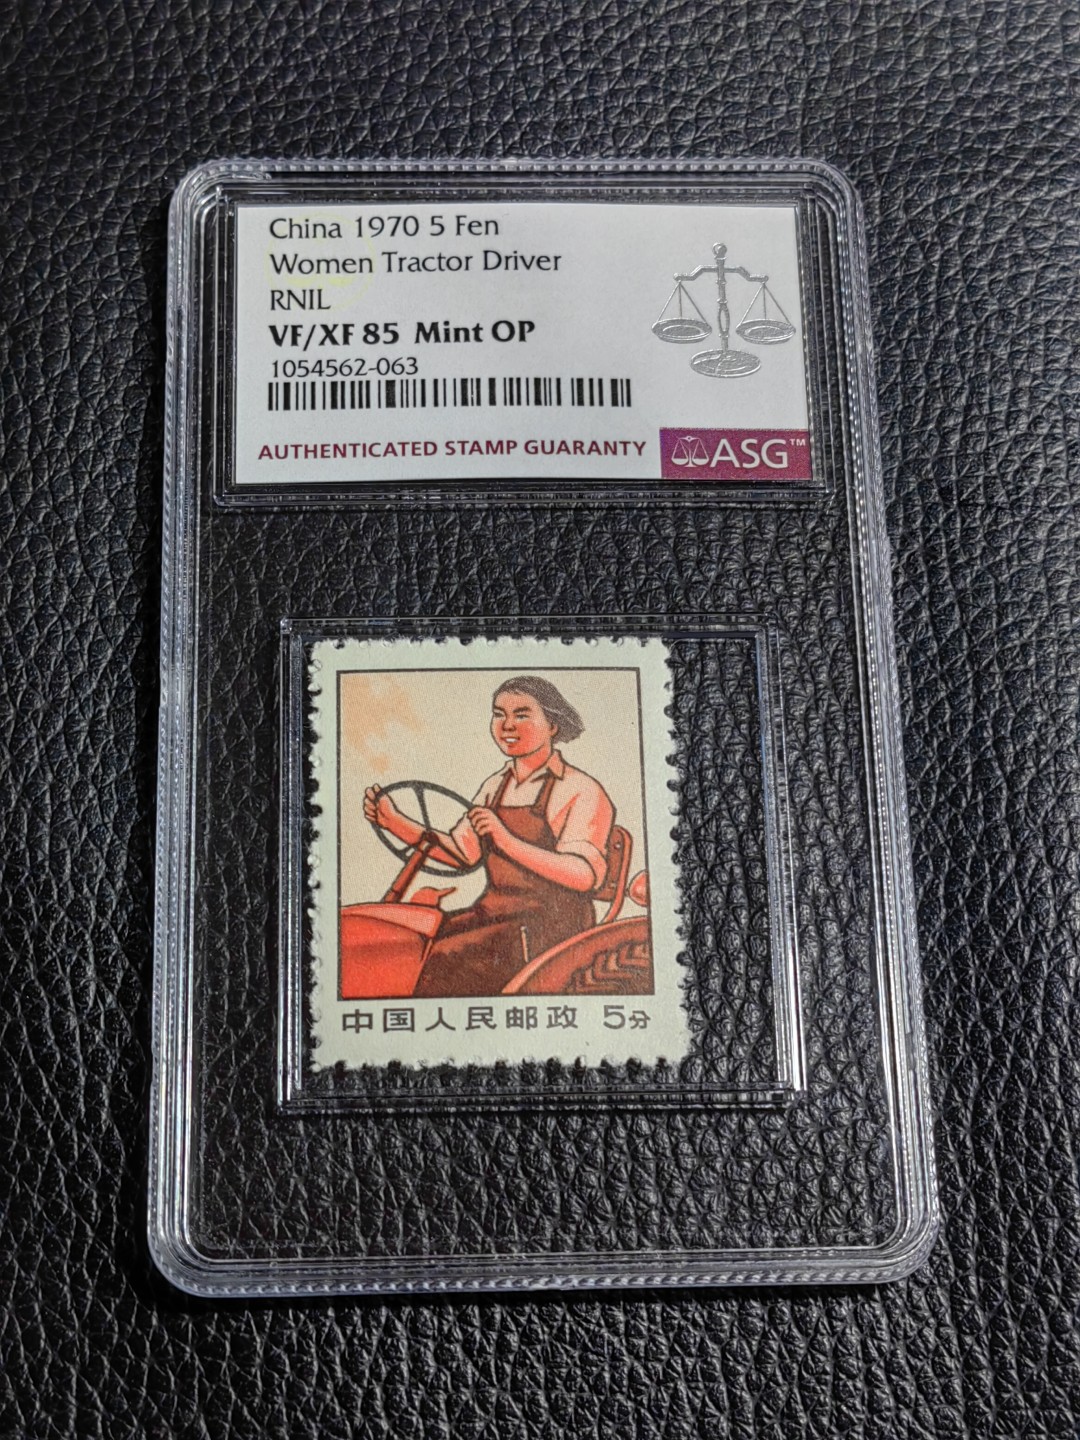 China 1970 5 Fen
Women Tractor Driver
RNIL
VF/XF 85 Mint OP
1054562-063
AUTHENTICATED STAMP GUARANTY
ASG™
中国人民邮政 5分